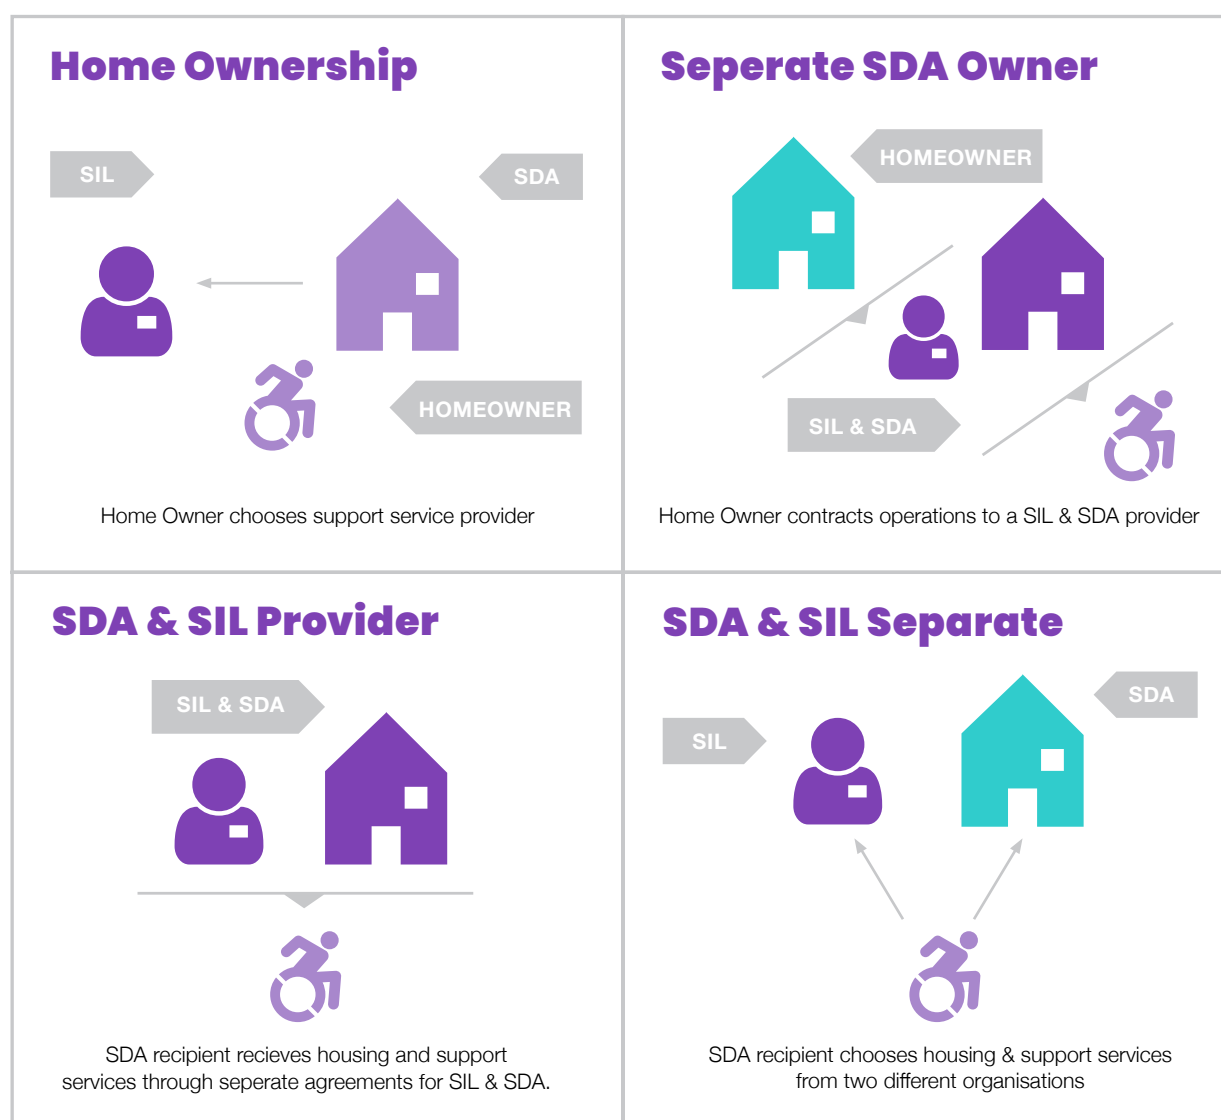 Home Ownership
SIL
SDA
HOMEOWNER
Home Owner chooses support service provider
Seperate SDA Owner
HOMEOWNER
SIL & SDA
Home Owner contracts operations to a SIL & SDA provider
SDA & SIL Provider
SIL & SDA
SDA recipient recieves housing and support
services through seperate agreements for SIL & SDA.
SDA & SIL Separate
SDA
SIL
SDA recipient chooses housing & support services
from two different organisations